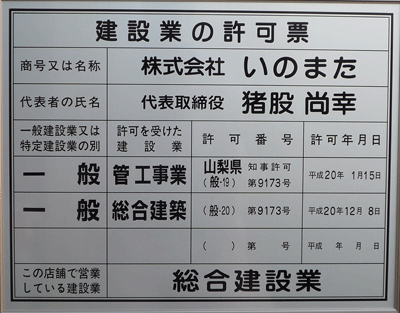 建設業の許可票
商号又は名称 株式会社 いのまた
代表者の氏名 代表取締役 猪股 尚幸
一般建設業又は特定建設業の別 許可を受けた建設業 許可番号 許可年月日
一般 管工事業 山梨県 知事許可 (般-19) 第9173号 平成20年 1月15日
一般 総合建築 (般-20) 第9173号 平成20年12月 8日
( ) 第 号 平成 年 月 日
この店舗で営業している建設業 総合建設業